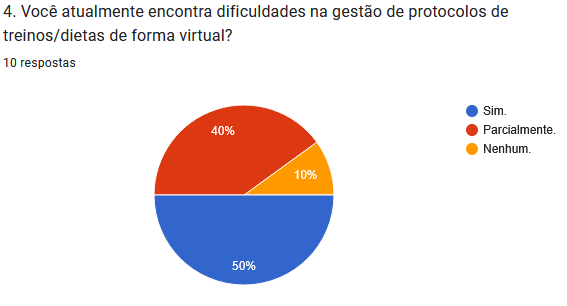 4. Você atualmente encontra dificuldades na gestão de protocolos de
treinos/dietas de forma virtual?
10 respostas
Sim.
Parcialmente.
Nenhum.
40%
10%
50%